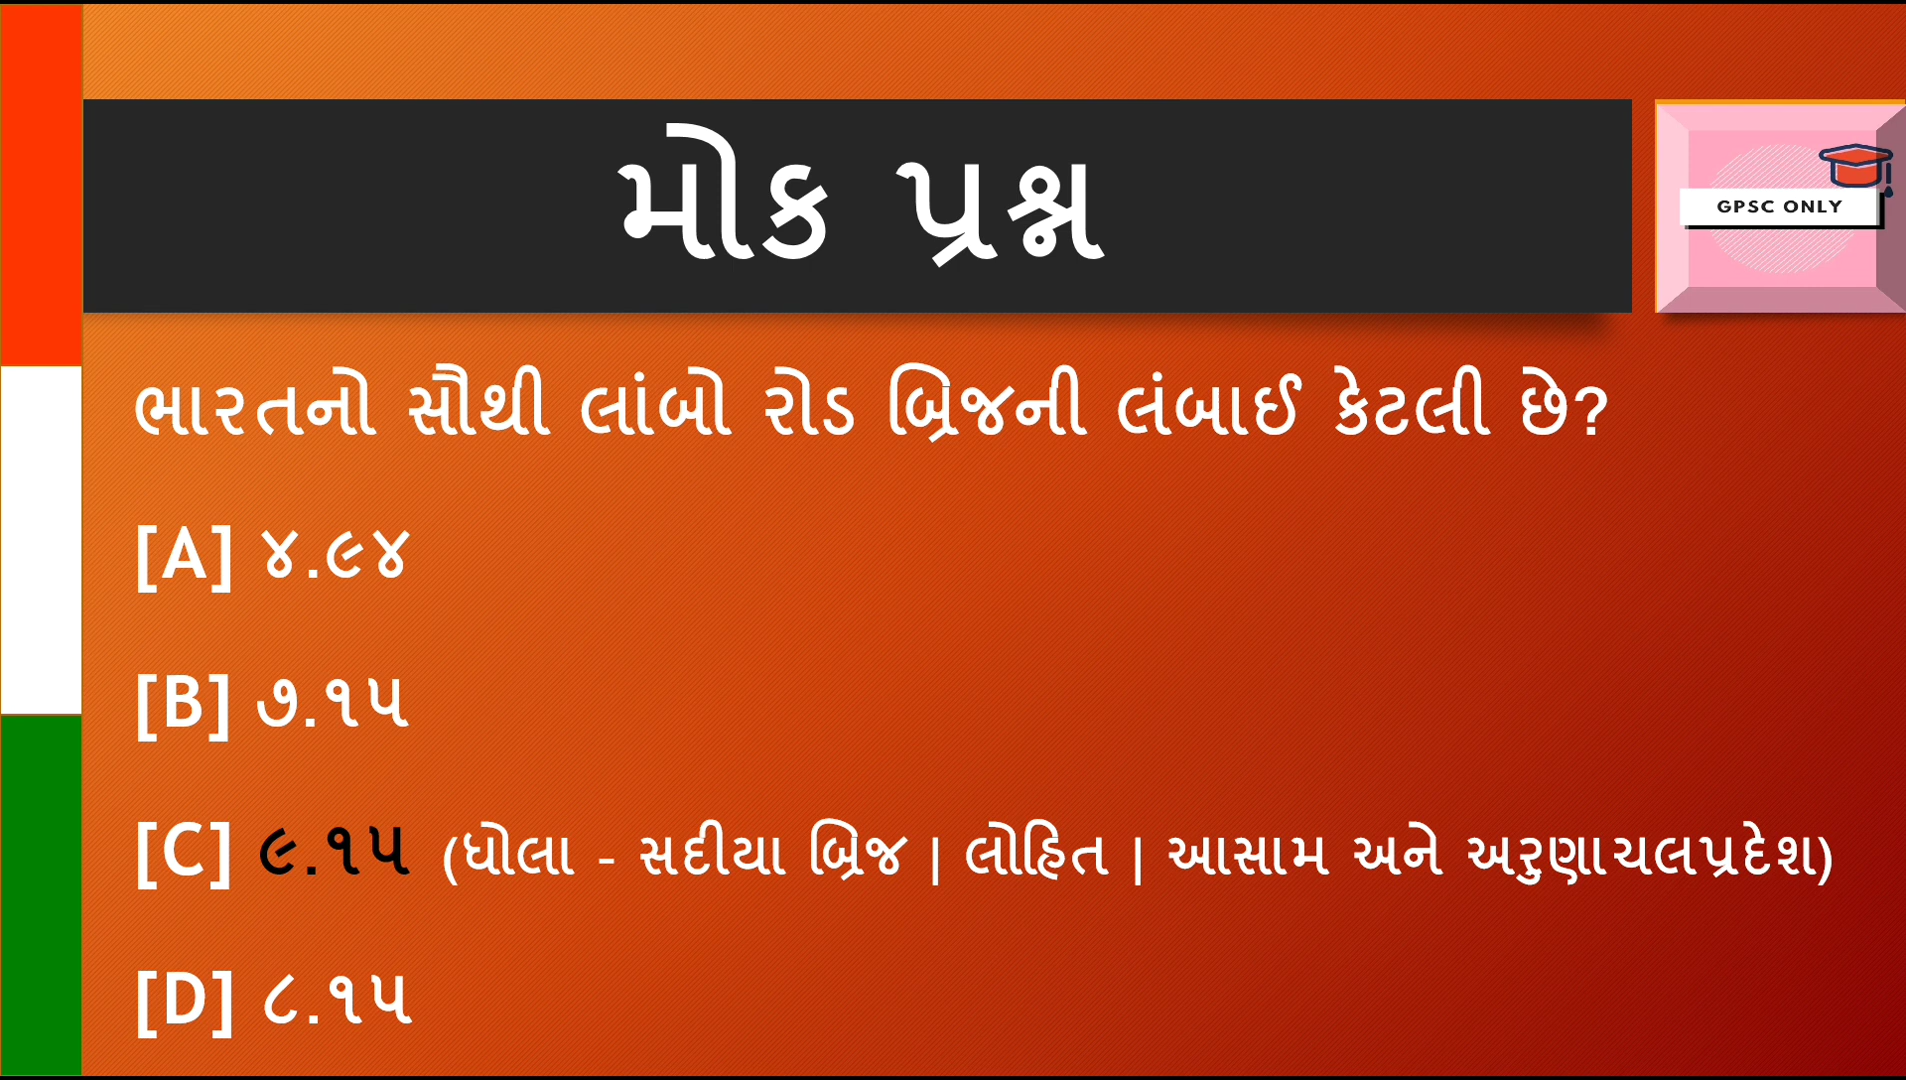 મોક પ્રશ્ન
GPSC ONLY
ભારતનો સૌથી લાંબો રોડ બ્રિજની લંબાઈ કેટલી છે?
[A] ૪.૯૪
[B] ૭.૧૫
[C] ૯.૧૫ (ધોલા - સદીયા બ્રિજ | લોહિત | આસામ અને અરુણાચલપ્રદેશ)
[D] ૮.૧૫